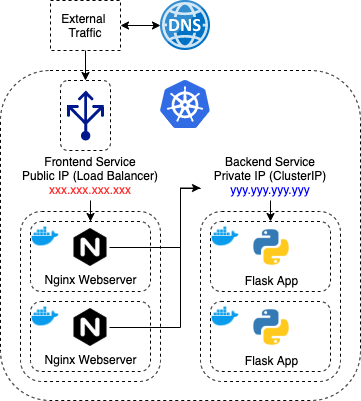 External
Traffic
DNS
Frontend Service
Public IP (Load Balancer)
xxx.xxx.xxx.xxx
Backend Service
Private IP (ClusterIP)
yyy.yyy.yyy.yyy
N
Nginx Webserver
Flask App
N
Nginx Webserver
Flask App